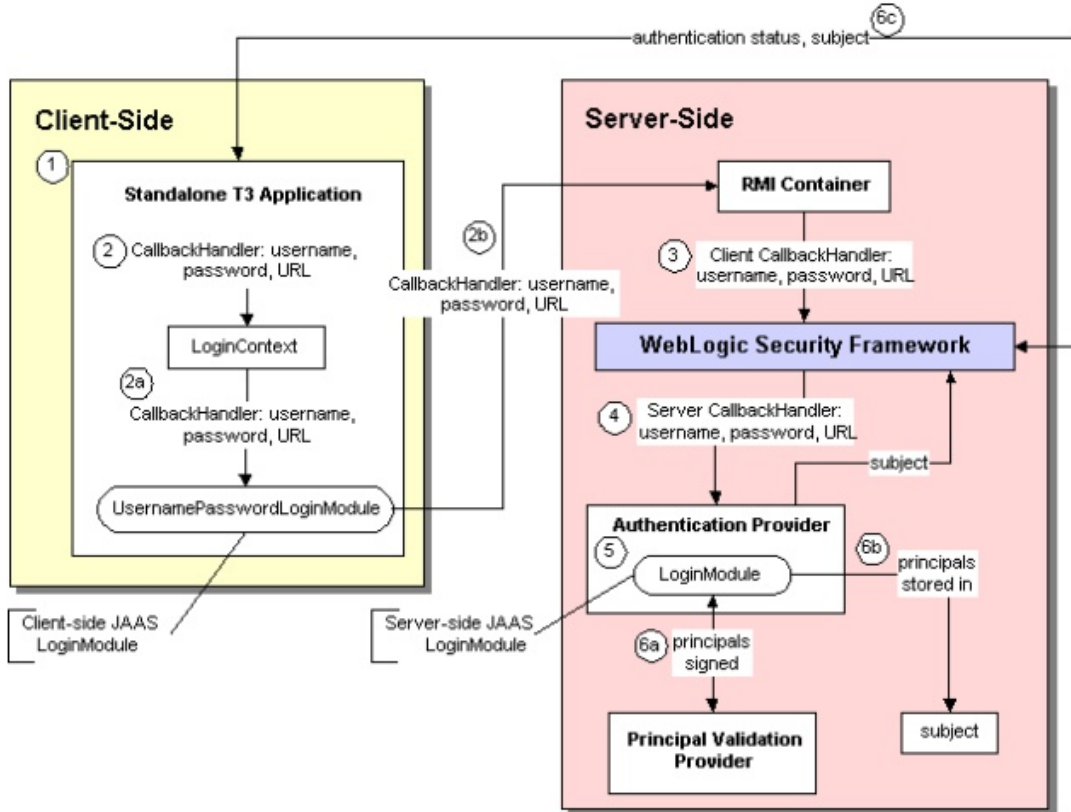 6c
authentication status, subject
Client-Side
1
Standalone T3 Application
2
CallbackHandler: username,
password, URL
LoginContext
2a
CallbackHandler: username,
password, URL
UsernamePasswordLoginModule
Client-side JAAS
LoginModule
2b
CallbackHandler: username,
password, URL
Server-Side
RMI Container
3
Client CallbackHandler:
username, password, URL
WebLogic Security Framework
4
Server CallbackHandler:
username, password, URL
subject
Authentication Provider
5
LoginModule
6b
principals
stored in
Server-side JAAS
LoginModule
6a
principals
signed
Principal Validation
Provider
subject